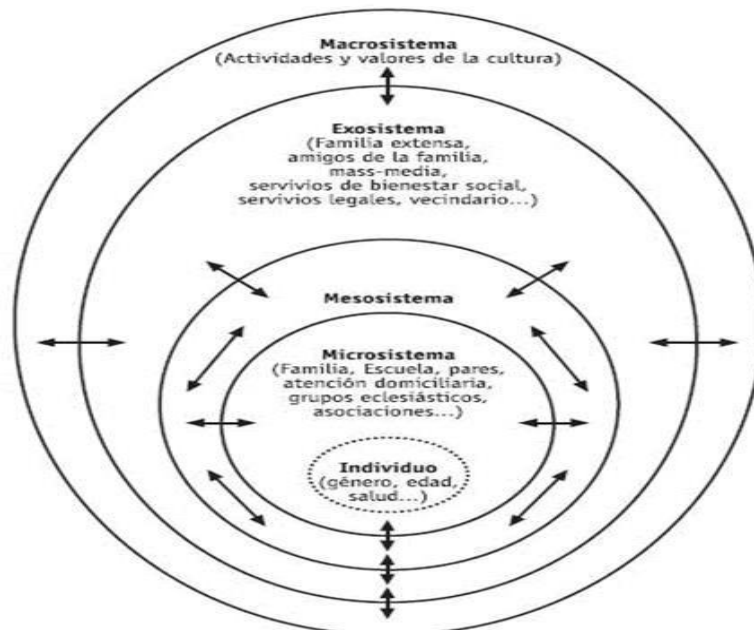 Macrosistema
(Actividades y valores de la cultura)
Exosistema
(Familia extensa,
amigos de la familia,
mass-media,
servivios de bienestar social,
servivios legales, vecindario...)
Mesosistema
Microsistema
(Familia, Escuela, pares,
atención domiciliaria,
grupos eclesiásticos,
asociaciones...)
Individuo
(género, edad,
salud...)